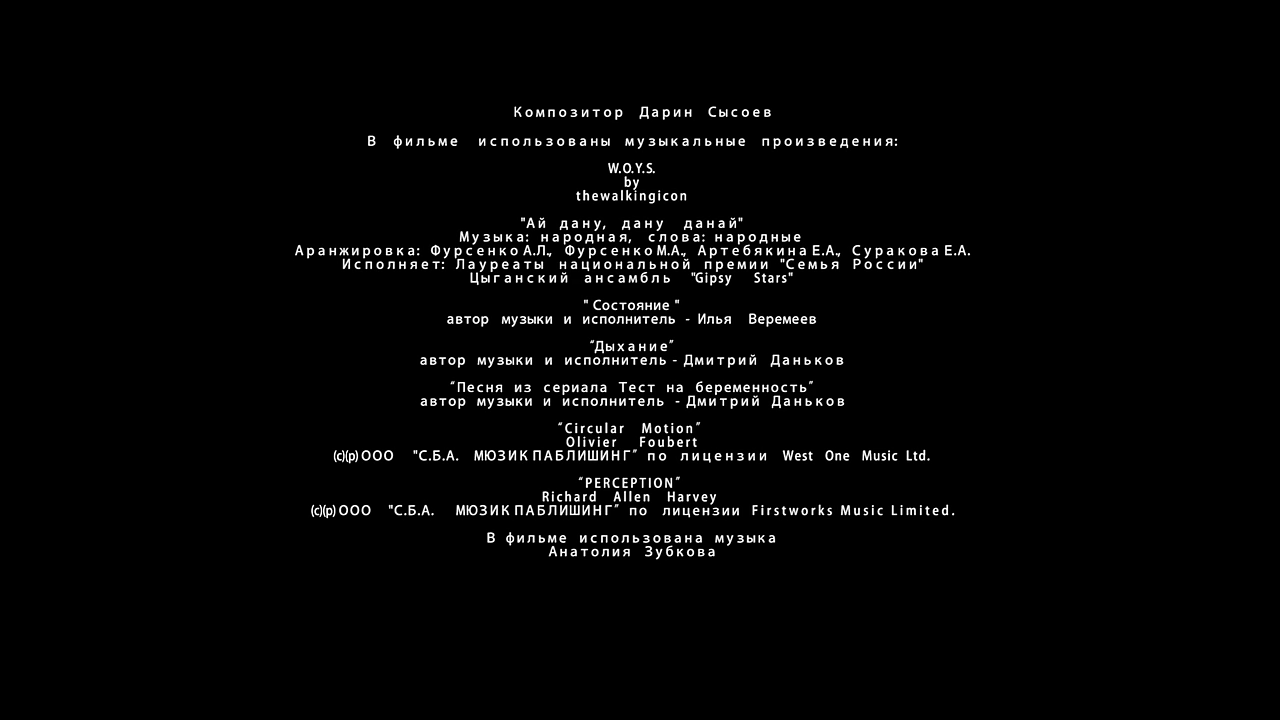 Композитор Дарин Сысоев
В фильме использованы музыкальные произведения:
W.O.Y.S.
by
thewalkingicon
"Ай дану, дану данай"
Музыка: народная, слова: народные
Аранжировка: Фурсенко А.Л., Фурсенко М.А., Артебякина Е.А., Суракова Е.А.
Исполняет: Лауреаты национальной премии "Семья России"
Цыганский ансамбль "Gipsy Stars"
" Состояние "
автор музыки и исполнитель - Илья Веремеев
“Дыхание”
автор музыки и исполнитель - Дмитрий Даньков
“Песня из сериала Тест на беременность”
автор музыки и исполнитель - Дмитрий Даньков
“Circular Motion”
Olivier Foubert
(c)(p) ООО "С.Б.А. МЮЗИК ПАБЛИШИНГ” по лицензии West One Music Ltd.
“PERCEPTION”
Richard Allen Harvey
(c)(p) ООО "С.Б.А. МЮЗИК ПАБЛИШИНГ” по лицензии Firstworks Music Limited.
В фильме использована музыка
Анатолия Зубкова